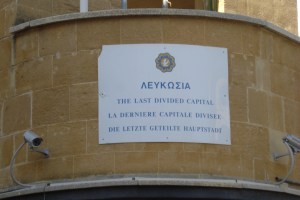 ΛΕΥΚΩΣΙΑ
THE LAST DIVIDED CAPITAL
LA DERNIERE CAPITALE DIVISEE
DIE LETZTE GETEILTE HAUPTSTADT